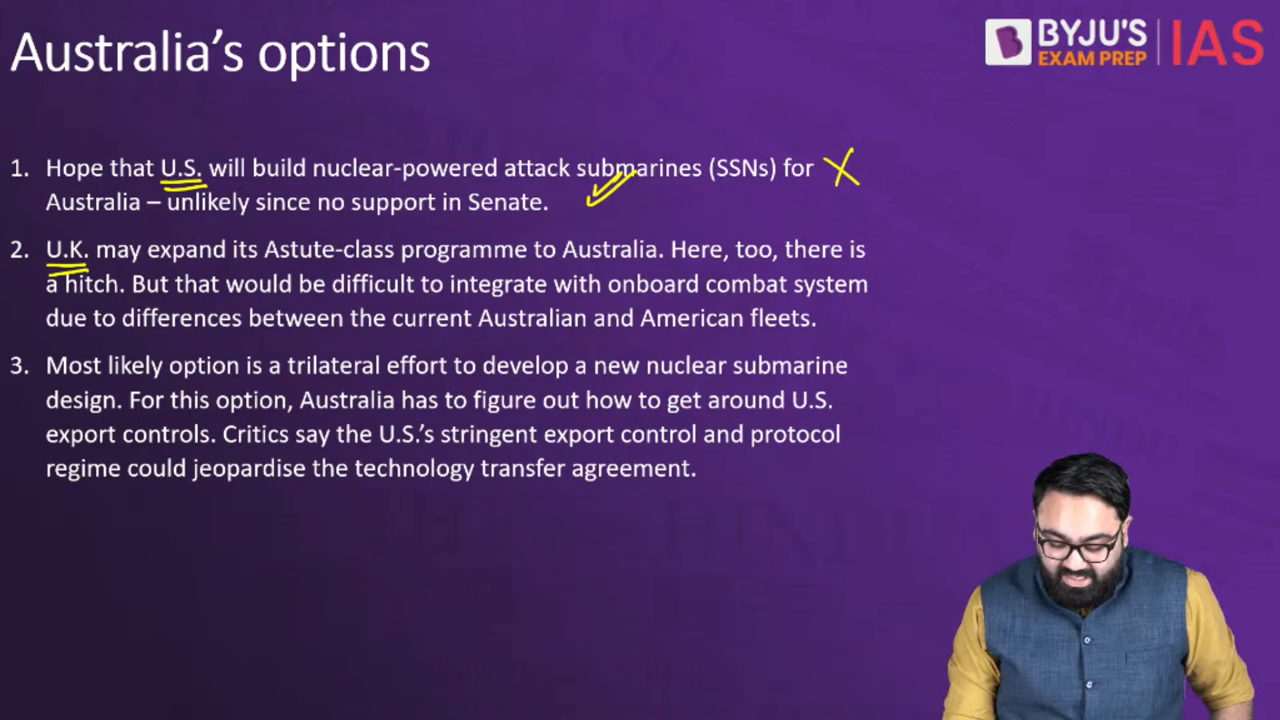 Australia's options
BYJU'S
EXAM PREP
IAS
1. Hope that U.S. will build nuclear-powered attack submarines (SSNs) for
Australia – unlikely since no support in Senate.
2. U.K. may expand its Astute-class programme to Australia. Here, too, there is
a hitch. But that would be difficult to integrate with onboard combat system
due to differences between the current Australian and American fleets.
3. Most likely option is a trilateral effort to develop a new nuclear submarine
design. For this option, Australia has to figure out how to get around U.S.
export controls. Critics say the U.S.'s stringent export control and protocol
regime could jeopardise the technology transfer agreement.